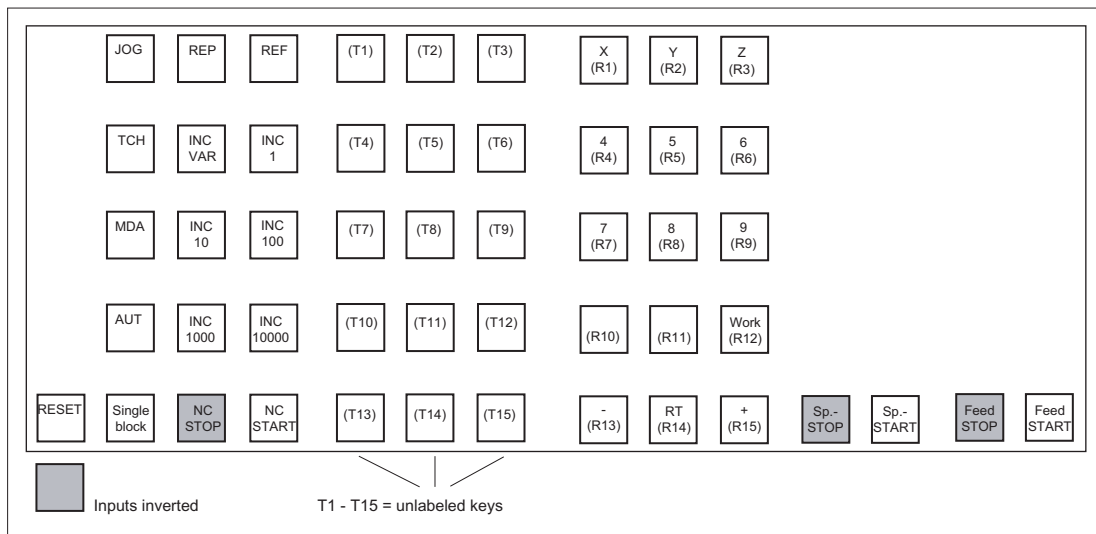 JOG REP REF (T1) (T2) (T3) X Y Z
(R1) (R2) (R3)
TCH INC INC (T4) (T5) (T6) 4 5 6
VAR 1 (R4) (R5) (R6)
MDA INC INC (T7) (T8) (T9) 7 8 9
10 100 (R7) (R8) (R9)
AUT INC INC (T10) (T11) (T12) Work
1000 10000 (R10) (R11) (R12)
RESET Single NC NC (T13) (T14) (T15) - RT + Sp.- Sp.- Feed Feed
block STOP START (R13) (R14) (R15) STOP START STOP START
Inputs inverted T1 - T15 = unlabeled keys